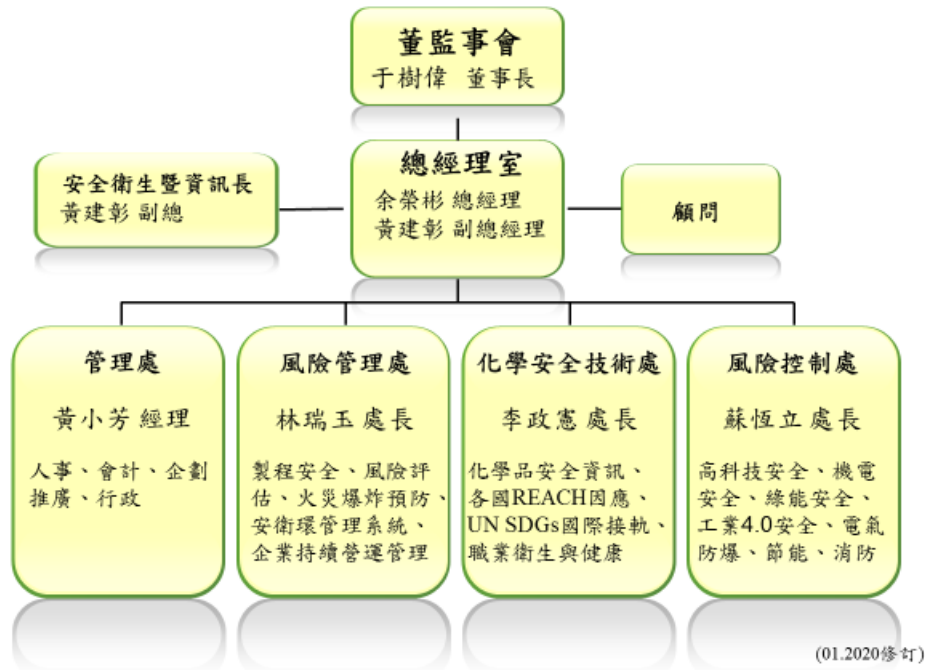 董監事會
于樹偉 董事長
安全衛生暨資訊長
黃建彰 副總
總經理室
余榮彬 總經理
黃建彰 副總經理
顧問
管理處
黃小芳 經理
人事、會計、企劃
推廣、行政
風險管理處
林瑞玉 處長
製程安全、風險評
估、火災爆炸預防、
安衛環管理系統、
企業持續營運管理
化學安全技術處
李政憲 處長
化學品安全資訊、
各國REACH因應、
UN SDGs國際接軌、
職業衛生與健康
風險控制處
蘇恆立 處長
高科技安全、機電
安全、綠能安全、
工業4.0安全、電氣
防爆、節能、消防
(01.2020修訂)